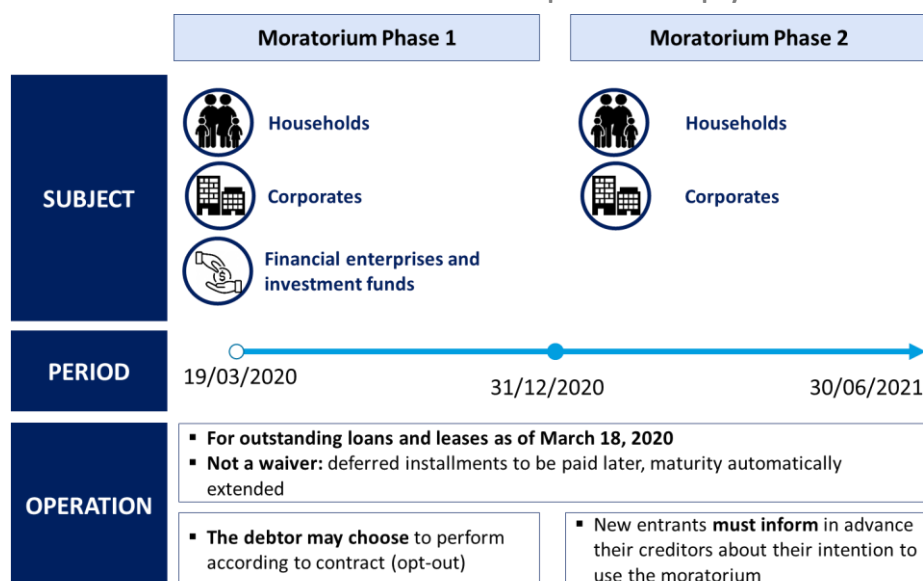 Moratorium Phase 1
Moratorium Phase 2
SUBJECT
Households
Corporates
Financial enterprises and
investment funds
Households
Corporates
PERIOD
19/03/2020
31/12/2020
30/06/2021
OPERATION
▪ For outstanding loans and leases as of March 18, 2020
▪ Not a waiver: deferred installments to be paid later, maturity automatically
extended
▪ The debtor may choose to perform
according to contract (opt-out)
▪ New entrants must inform in advance
their creditors about their intention to
use the moratorium